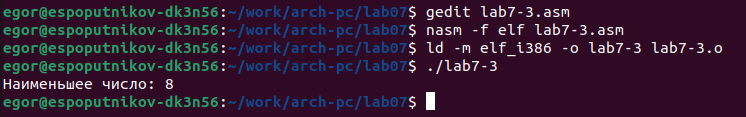 egor@espoputnikov-dk3n56:~/work/arch-pc/lab07$ gedit lab7-3.asm
egor@espoputnikov-dk3n56:~/work/arch-pc/lab07$ nasm -f elf lab7-3.asm
egor@espoputnikov-dk3n56:~/work/arch-pc/lab07$ ld -m elf_i386 -o lab7-3 lab7-3.o
egor@espoputnikov-dk3n56:~/work/arch-pc/lab07$ ./lab7-3
Наименьшее число: 8
egor@espoputnikov-dk3n56:~/work/arch-pc/lab07$